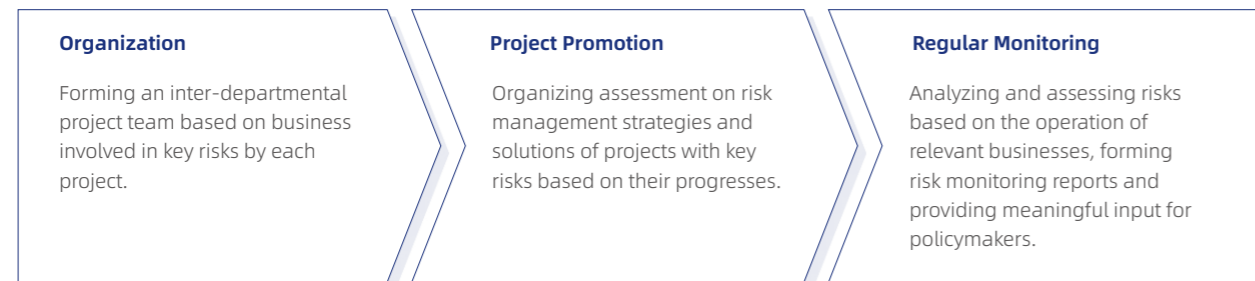 Organization
Forming an inter-departmental
project team based on business
involved in key risks by each
project.
Project Promotion
Organizing assessment on risk
management strategies and
solutions of projects with key
risks based on their progresses.
Regular Monitoring
Analyzing and assessing risks
based on the operation of
relevant businesses, forming
risk monitoring reports and
providing meaningful input for
policymakers.